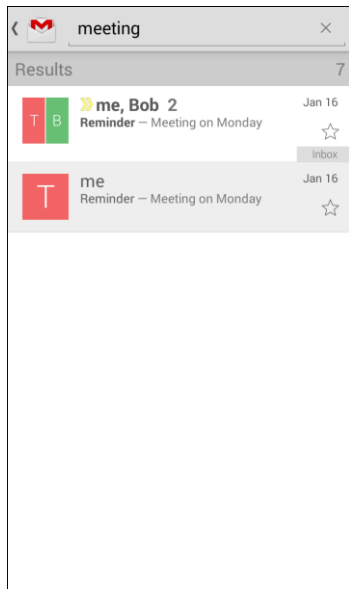 meeting
Results 7
T B me, Bob 2 Jan 16
Reminder – Meeting on Monday
Inbox
T me Jan 16
Reminder – Meeting on Monday